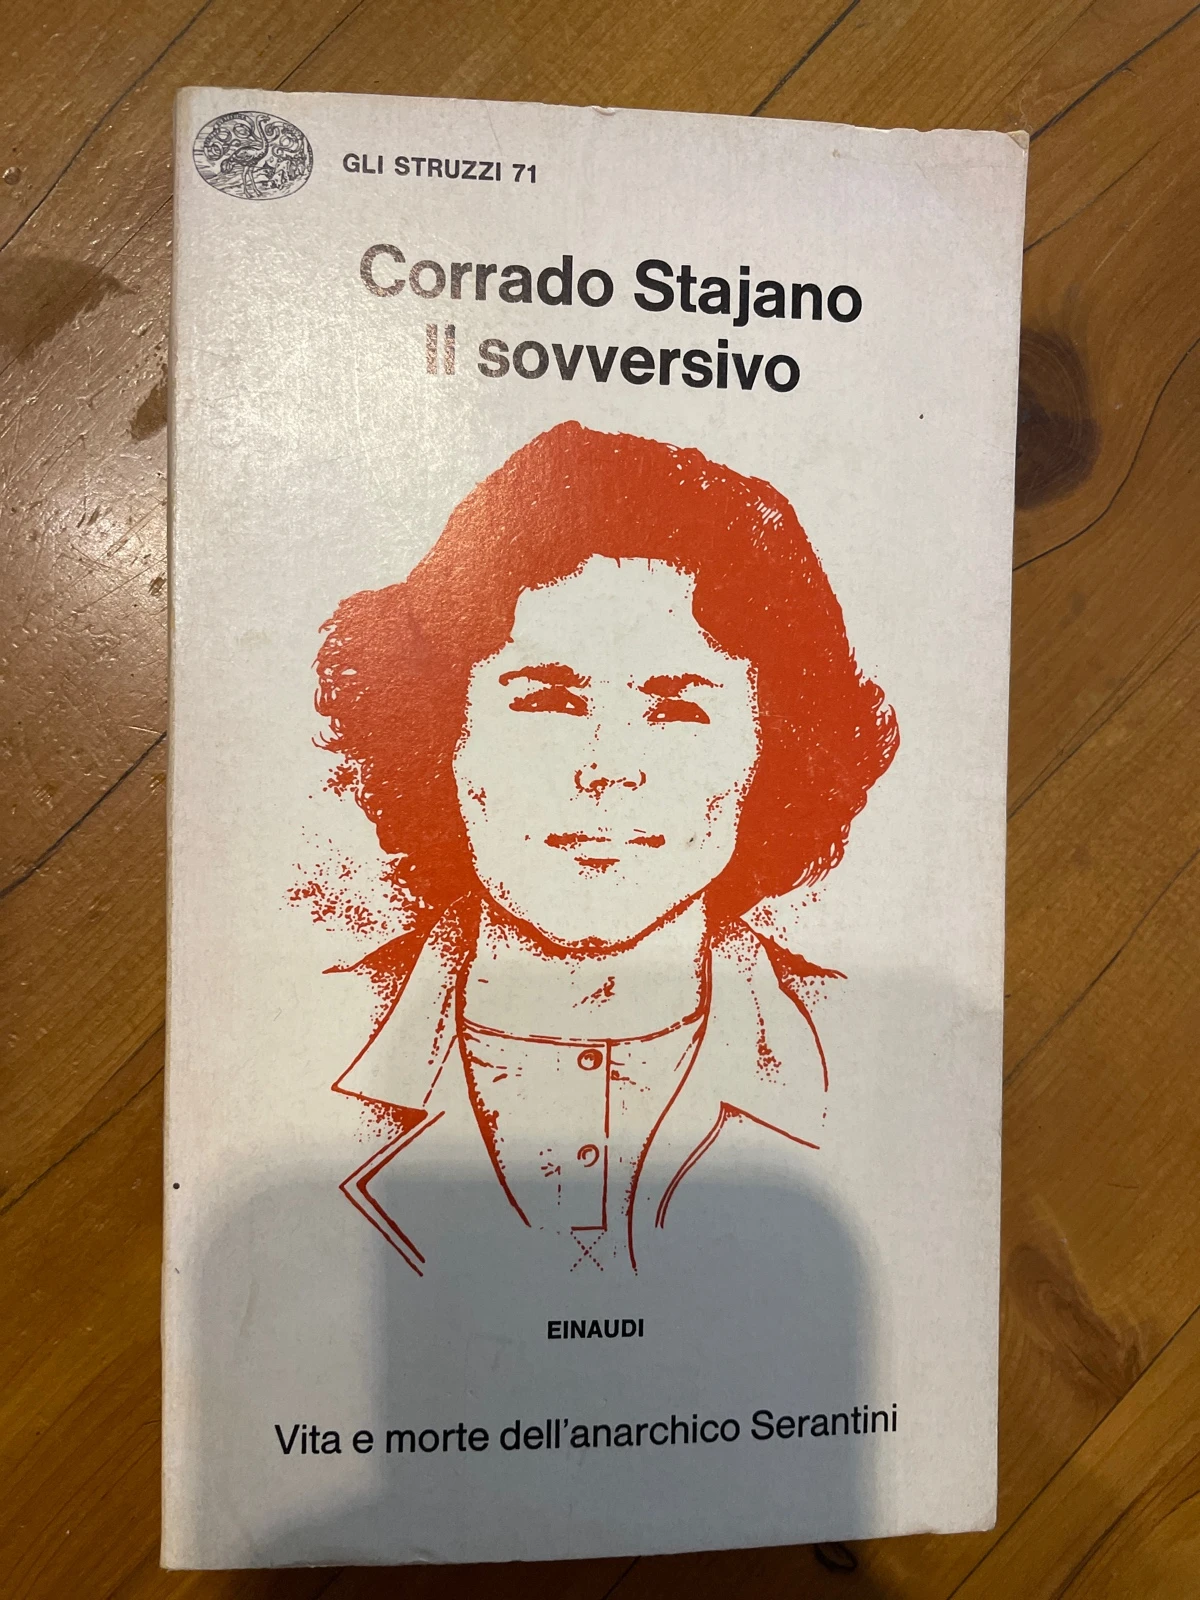 GLI STRUZZI 71
Corrado Stajano
Il sovversivo
EINAUDI
Vita e morte dell'anarchico Serantini